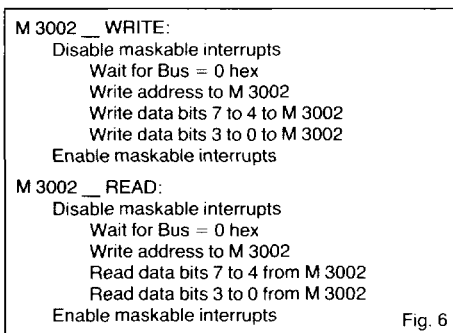 M 3002 __ WRITE:
Disable maskable interrupts
Wait for Bus = 0 hex
Write address to M 3002
Write data bits 7 to 4 to M 3002
Write data bits 3 to 0 to M 3002
Enable maskable interrupts
M 3002 __ READ:
Disable maskable interrupts
Wait for Bus = 0 hex
Write address to M 3002
Read data bits 7 to 4 from M 3002
Read data bits 3 to 0 from M 3002
Enable maskable interrupts
Fig. 6